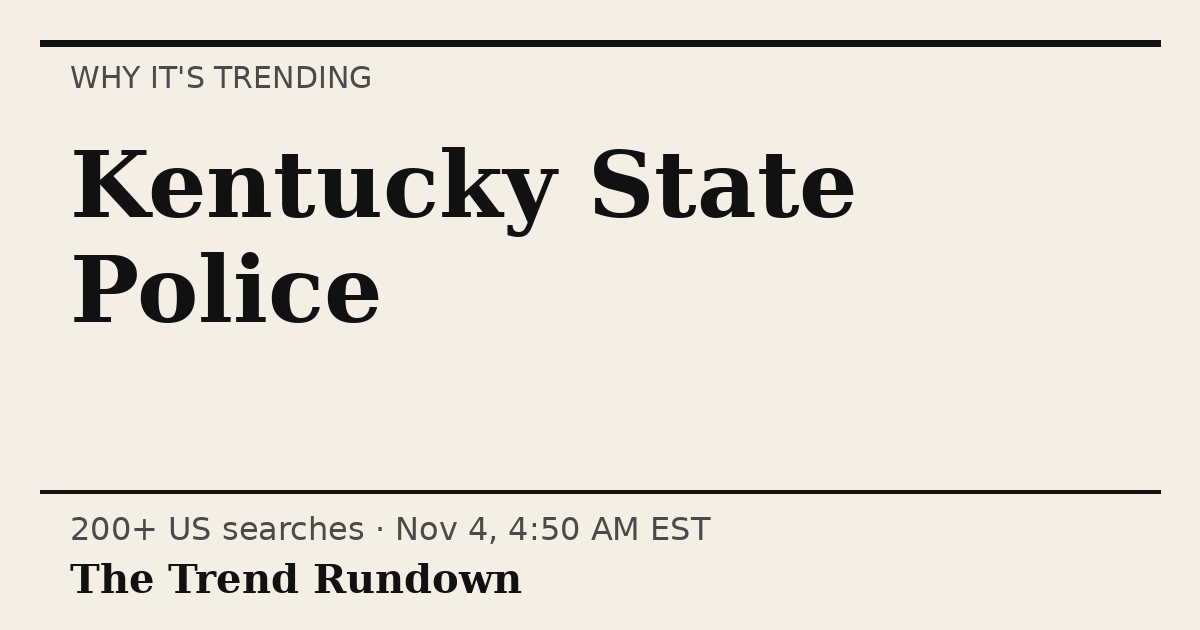 WHY IT'S TRENDING
Kentucky State
Police
200+ US searches · Nov 4, 4:50 AM EST
The Trend Rundown